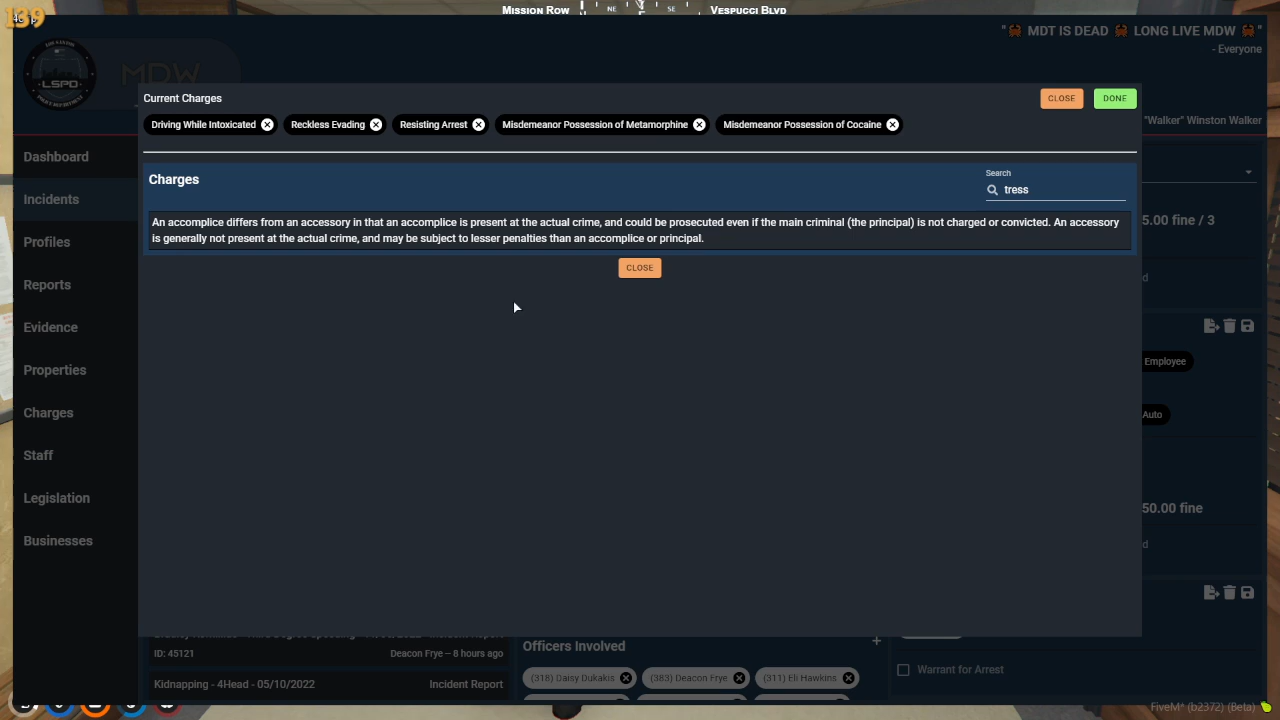 139
Mission Row
NE
SE
Vespucci Blvd
" MDT IS DEAD LONG LIVE MDW "
- Everyone
LSPD
MDW
"Walker" Winston Walker
Dashboard
Incidents
Profiles
Reports
Evidence
Properties
Charges
Staff
Legislation
Businesses
Current Charges
CLOSE
DONE
Driving While Intoxicated
Reckless Evading
Resisting Arrest
Misdemeanor Possession of Metamorphine
Misdemeanor Possession of Cocaine
Charges
Search
tress
An accomplice differs from an accessory in that an accomplice is present at the actual crime, and could be prosecuted even if the main criminal (the principal) is not charged or convicted. An accessory
is generally not present at the actual crime, and may be subject to lesser penalties than an accomplice or principal.
CLOSE
5.00 fine / 3
d
Employee
Auto
50.00 fine
d
ID: 45121
Deacon Frye – 8 hours ago
Kidnapping - 4Head - 05/10/2022
Incident Report
Officers Involved
+
(318) Daisy Dukakis
(383) Deacon Frye
(311) Eli Hawkins
Warrant for Arrest
FiveM* (b2372) (Beta)